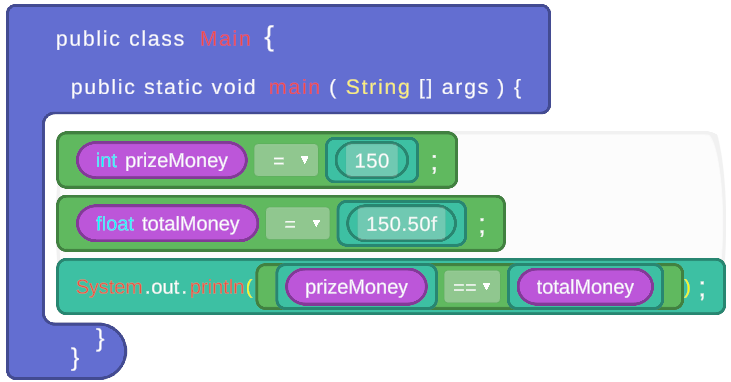 public class Main {
public static void main ( String [] args ) {
int prizeMoney = ▼ 150 ;
float totalMoney = ▼ 150.50f ;
System.out.println( prizeMoney == ▼ totalMoney ) ;
}
}